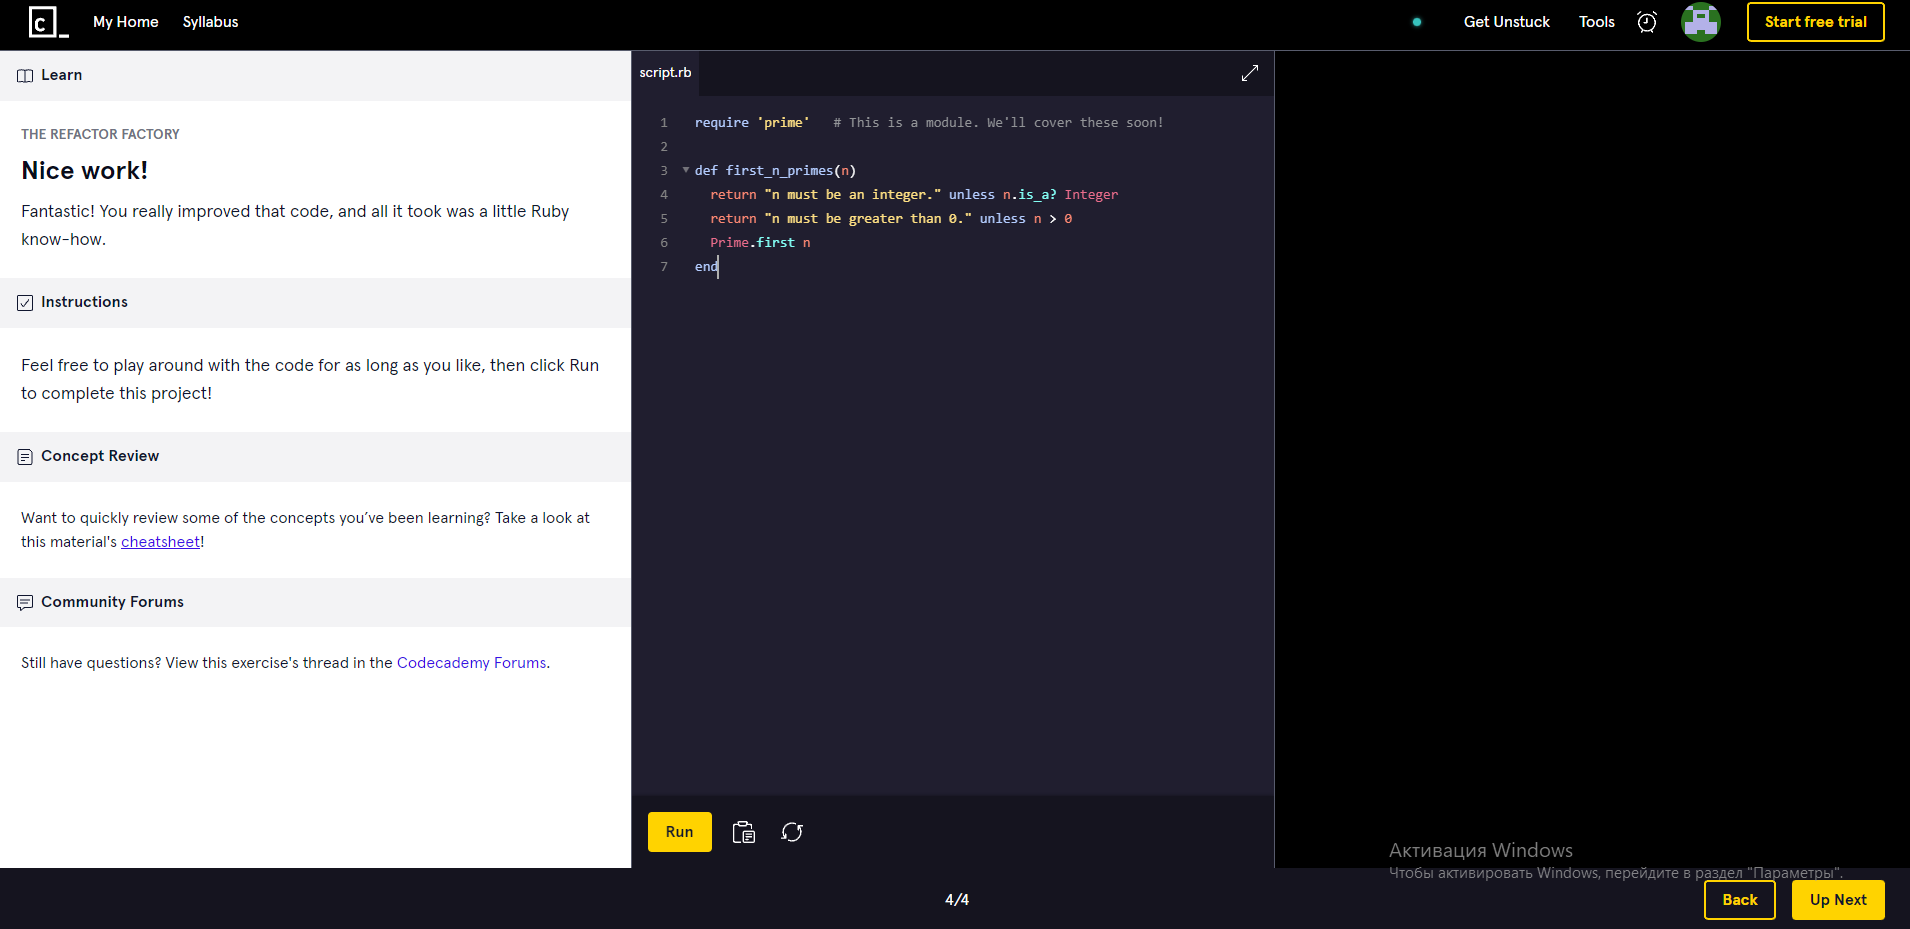 C_ My Home Syllabus Get Unstuck Tools Start free trial
Learn
THE REFACTOR FACTORY
Nice work!
Fantastic! You really improved that code, and all it took was a little Ruby
know-how.
Instructions
Feel free to play around with the code for as long as you like, then click Run
to complete this project!
Concept Review
Want to quickly review some of the concepts you’ve been learning? Take a look at
this material's cheatsheet!
Community Forums
Still have questions? View this exercise's thread in the Codecademy Forums.
script.rb
1 require 'prime'   # This is a module. We'll cover these soon!
2
3 def first_n_primes(n)
4   return "n must be an integer." unless n.is_a? Integer
5   return "n must be greater than 0." unless n > 0
6   Prime.first n
7 end
Run
Активация Windows
Чтобы активировать Windows, перейдите в раздел "Параметры".
4/4
Back Up Next